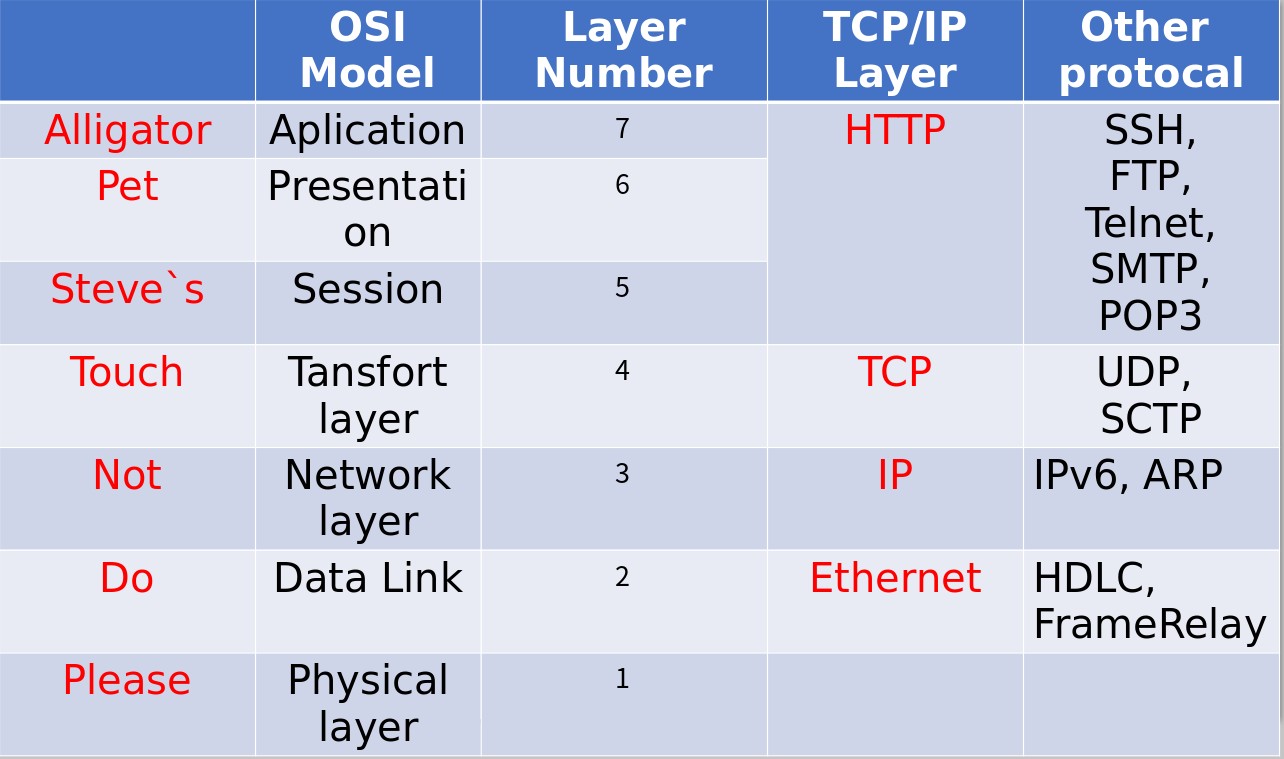 OSI Model
Layer Number
TCP/IP Layer
Other protocal
Alligator
Aplication
7
HTTP
SSH,
FTP,
Telnet,
SMTP,
POP3
Pet
Presentati
on
6
Steve`s
Session
5
Touch
Tansfort
layer
4
TCP
UDP,
SCTP
Not
Network
layer
3
IP
IPv6, ARP
Do
Data Link
2
Ethernet
HDLC,
FrameRelay
Please
Physical
layer
1